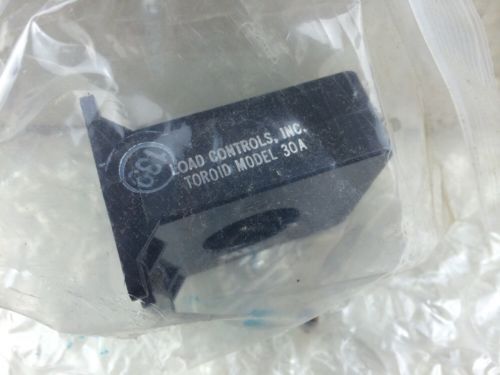 LOAD CONTROLS, INC.
TOROID MODEL 30A